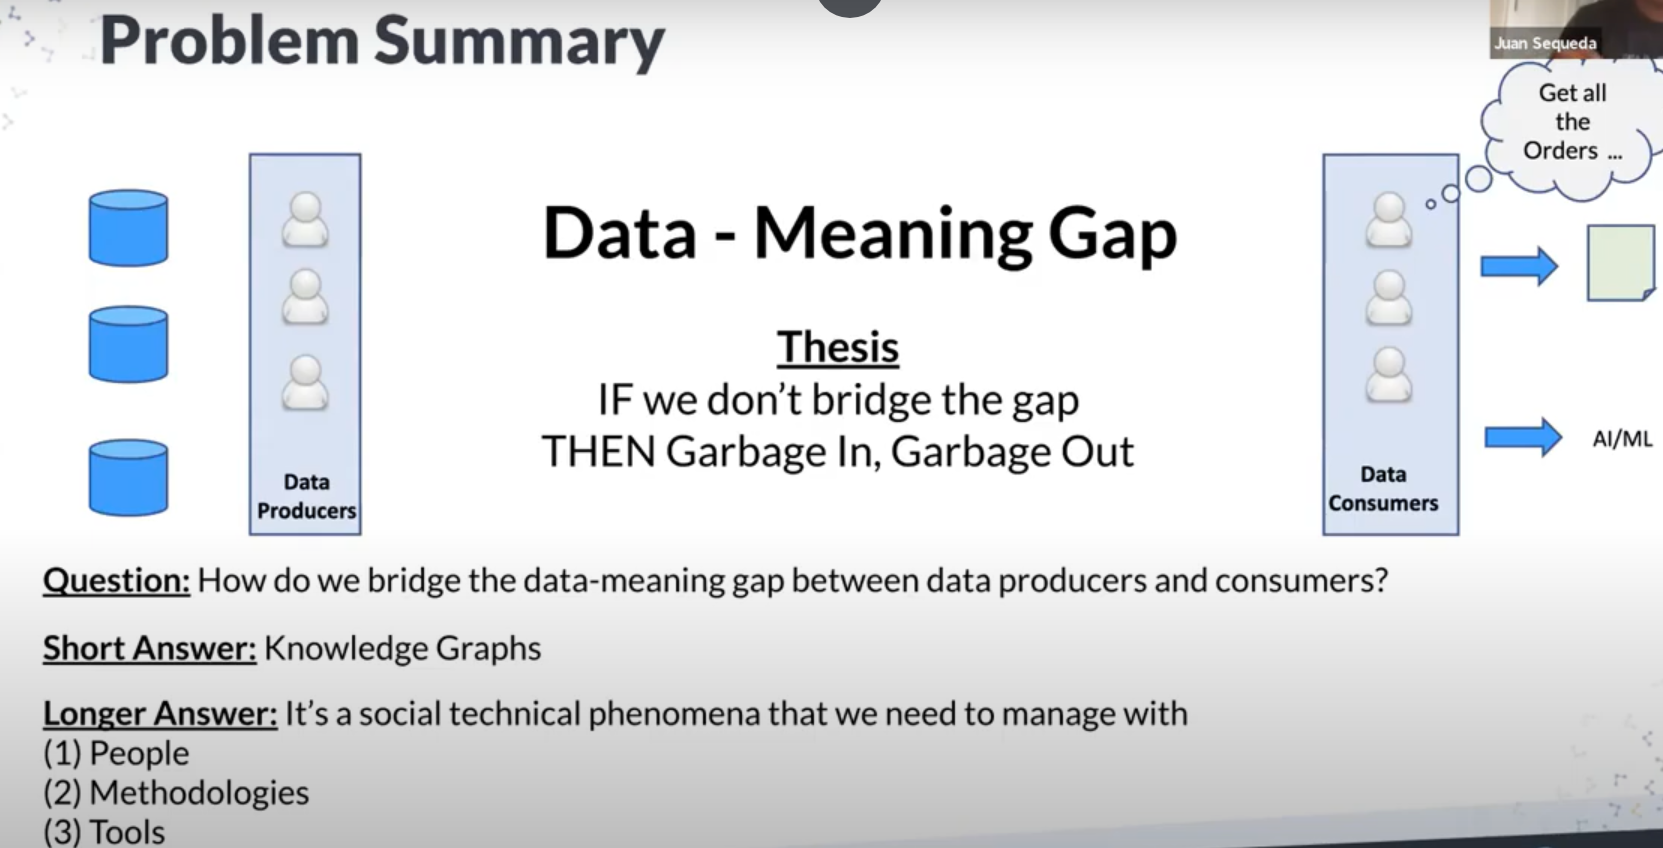 Problem Summary
Juan Sequeda
Get all
the
Orders ...
Data - Meaning Gap
Thesis
IF we don't bridge the gap
THEN Garbage In, Garbage Out
Data
Producers
Data
Consumers
AI/ML
Question: How do we bridge the data-meaning gap between data producers and consumers?
Short Answer: Knowledge Graphs
Longer Answer: It's a social technical phenomena that we need to manage with
(1) People
(2) Methodologies
(3) Tools